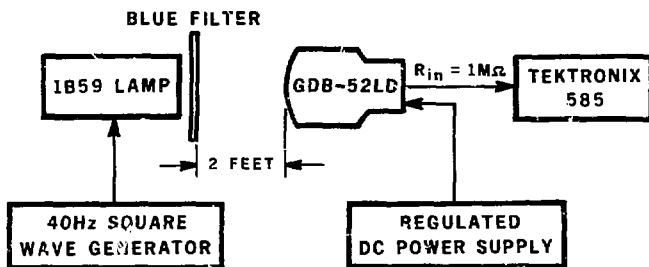 BLUE FILTER
IB59 LAMP
GDB-52LD
R_in = 1MΩ
TEKTRONIX
585
2 FEET
40Hz SQUARE
WAVE GENERATOR
REGULATED
DC POWER SUPPLY